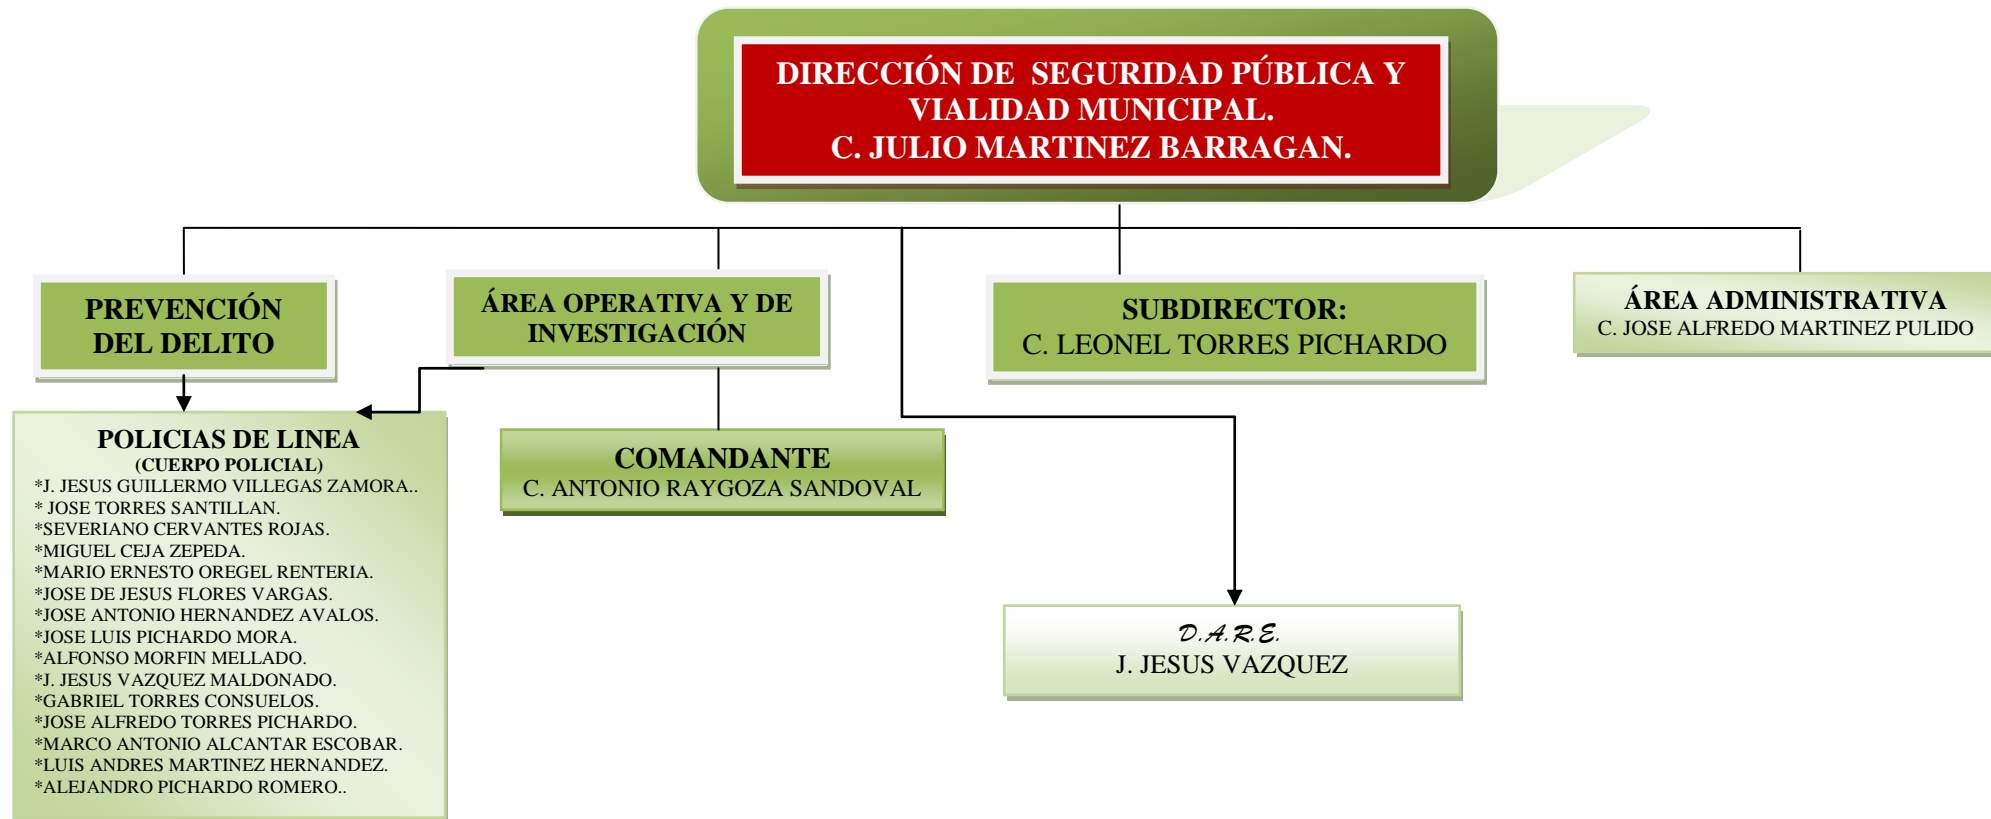 DIRECCIÓN DE SEGURIDAD PÚBLICA Y
VIALIDAD MUNICIPAL.
C. JULIO MARTINEZ BARRAGAN.
PREVENCIÓN
DEL DELITO
ÁREA OPERATIVA Y DE
INVESTIGACIÓN
SUBDIRECTOR:
C. LEONEL TORRES PICHARDO
ÁREA ADMINISTRATIVA
C. JOSE ALFREDO MARTINEZ PULIDO
POLICIAS DE LINEA
(CUERPO POLICIAL)
*J. JESUS GUILLERMO VILLEGAS ZAMORA..
* JOSE TORRES SANTILLAN.
*SEVERIANO CERVANTES ROJAS.
*MIGUEL CEJA ZEPEDA.
*MARIO ERNESTO OREGEL RENTERIA.
*JOSE DE JESUS FLORES VARGAS.
*JOSE ANTONIO HERNANDEZ AVALOS.
*JOSE LUIS PICHARDO MORA.
*ALFONSO MORFIN MELLADO.
*J. JESUS VAZQUEZ MALDONADO.
*GABRIEL TORRES CONSUELOS.
*JOSE ALFREDO TORRES PICHARDO.
*MARCO ANTONIO ALCANTAR ESCOBAR.
*LUIS ANDRES MARTINEZ HERNANDEZ.
*ALEJANDRO PICHARDO ROMERO..
COMANDANTE
C. ANTONIO RAYGOZA SANDOVAL
D.A.R.E.
J. JESUS VAZQUEZ